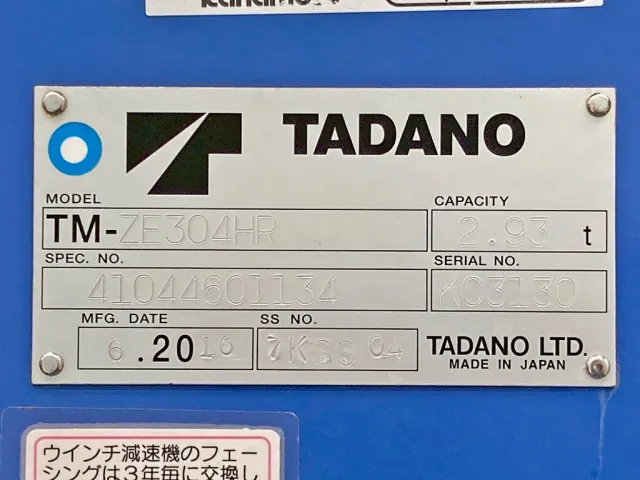 TADANO
MODEL
CAPACITY
TM-ZE304HR
2.93 t
SPEC. NO.
SERIAL NO.
41044601134
KC3130
MFG. DATE
SS NO.
6.2016
7KSS04
TADANO LTD.
MADE IN JAPAN
ウインチ減速機のフェー
シングは3年毎に交換し